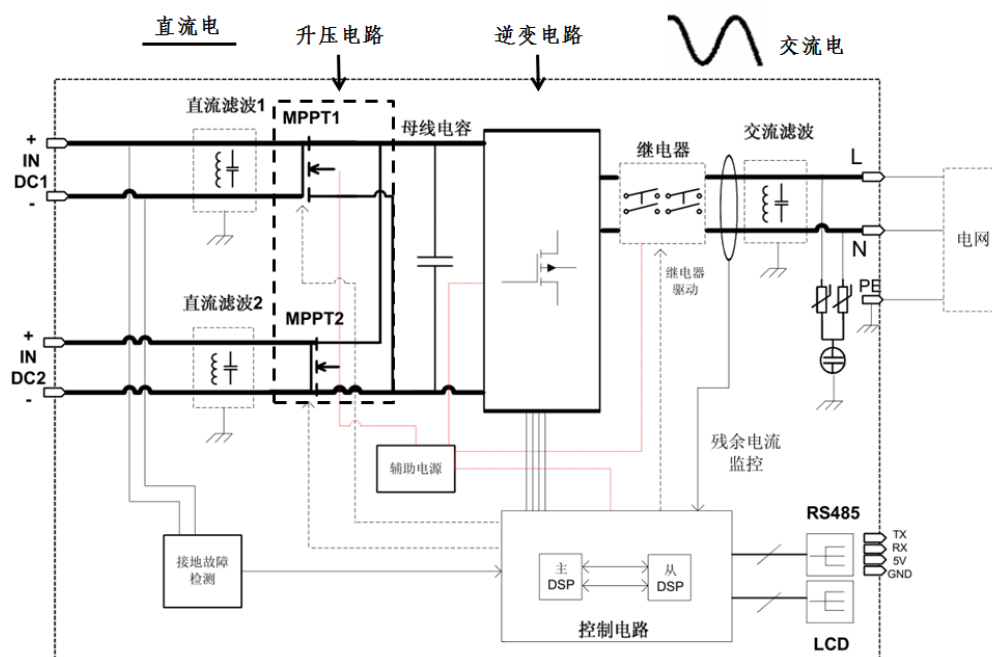 直流电
升压电路
逆变电路
交流电
直流滤波1
MPPT1
母线电容
继电器
交流滤波
+
IN
DC1
-
L
N
PE
电网
继电器
驱动
直流滤波2
MPPT2
+
IN
DC2
-
辅助电源
残余电流
监控
接地故障
检测
主
DSP
从
DSP
控制电路
RS485
TX
RX
5V
GND
LCD